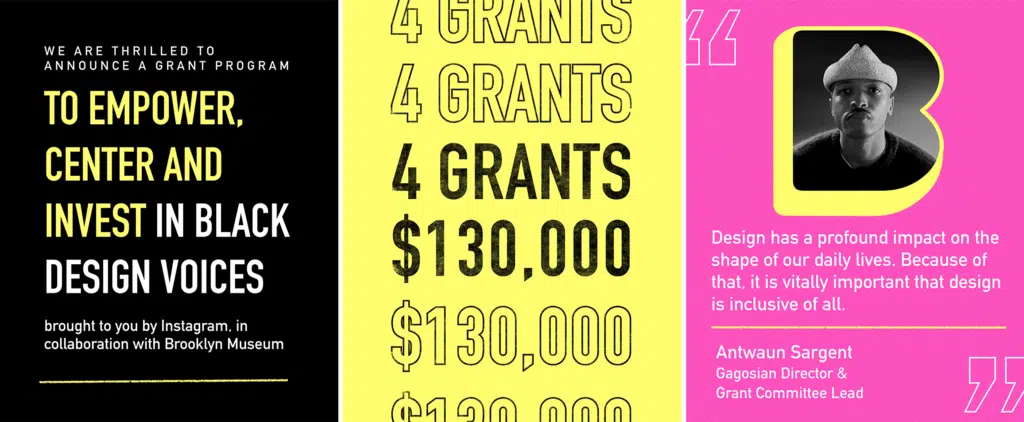 WE ARE THRILLED TO
ANNOUNCE A GRANT PROGRAM
TO EMPOWER,
CENTER AND
INVEST IN BLACK
DESIGN VOICES
brought to you by Instagram, in
collaboration with Brooklyn Museum
4 GRANTS
4 GRANTS
4 GRANTS
$130,000
$130,000
$130,000
“
B
Design has a profound impact on the
shape of our daily lives. Because of
that, it is vitally important that design
is inclusive of all.
Antwaun Sargent
Gagosian Director &
Grant Committee Lead
”